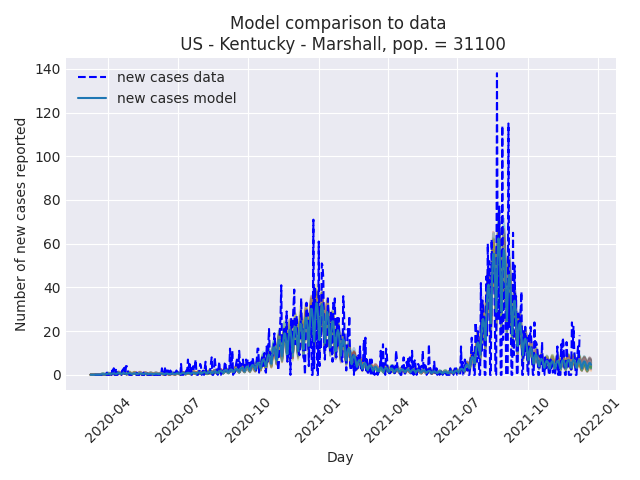 Model comparison to data
US - Kentucky - Marshall, pop. = 31100
new cases data
new cases model
Number of new cases reported
140
120
100
80
60
40
20
0
2020-04
2020-07
2020-10
2021-01
2021-04
2021-07
2021-10
2022-01
Day